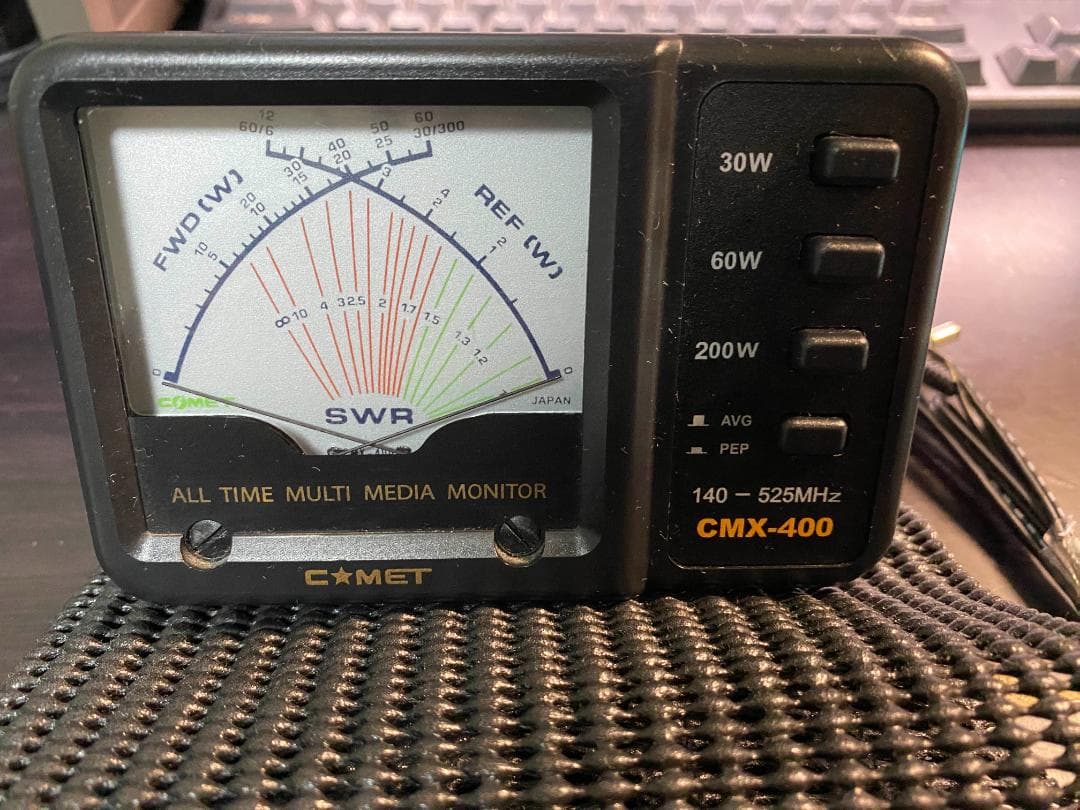 12 60
60/6 50 30/300
40 25
30 20 3
20 15 4
10 10 2
5 1 2
FWD (W) REF (W)
∞ 10 4 3 2.5 2 1.7 1.5 1.3 1.2
0 0
COMET SWR JAPAN
ALL TIME MULTI MEDIA MONITOR
C★MET
30W
60W
200W
AVG
PEP
140 – 525MHz
CMX-400